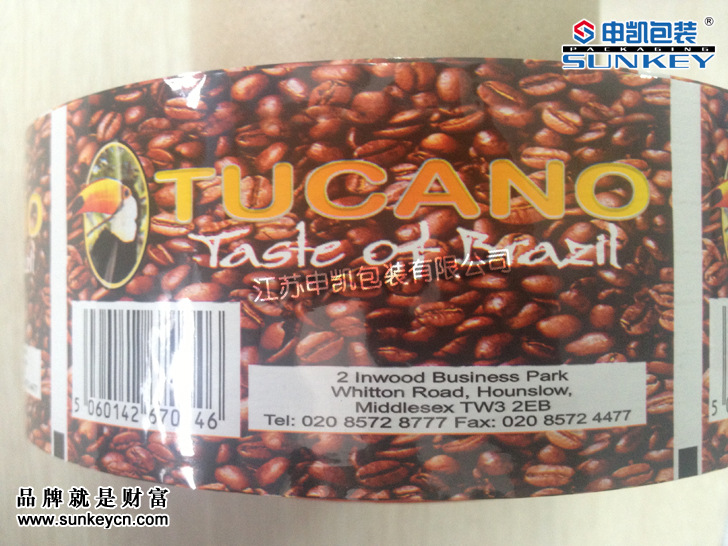 申凯包装®
PACKAGING
SUNKEY
TUCANO
Taste of Brazil
江苏申凯包装有限公司
5 060142 670146
2 Inwood Business Park
Whitton Road, Hounslow,
Middlesex TW3 2EB
Tel: 020 8572 8777 Fax: 020 8572 4477
品牌就是财富
www.sunkeycn.com